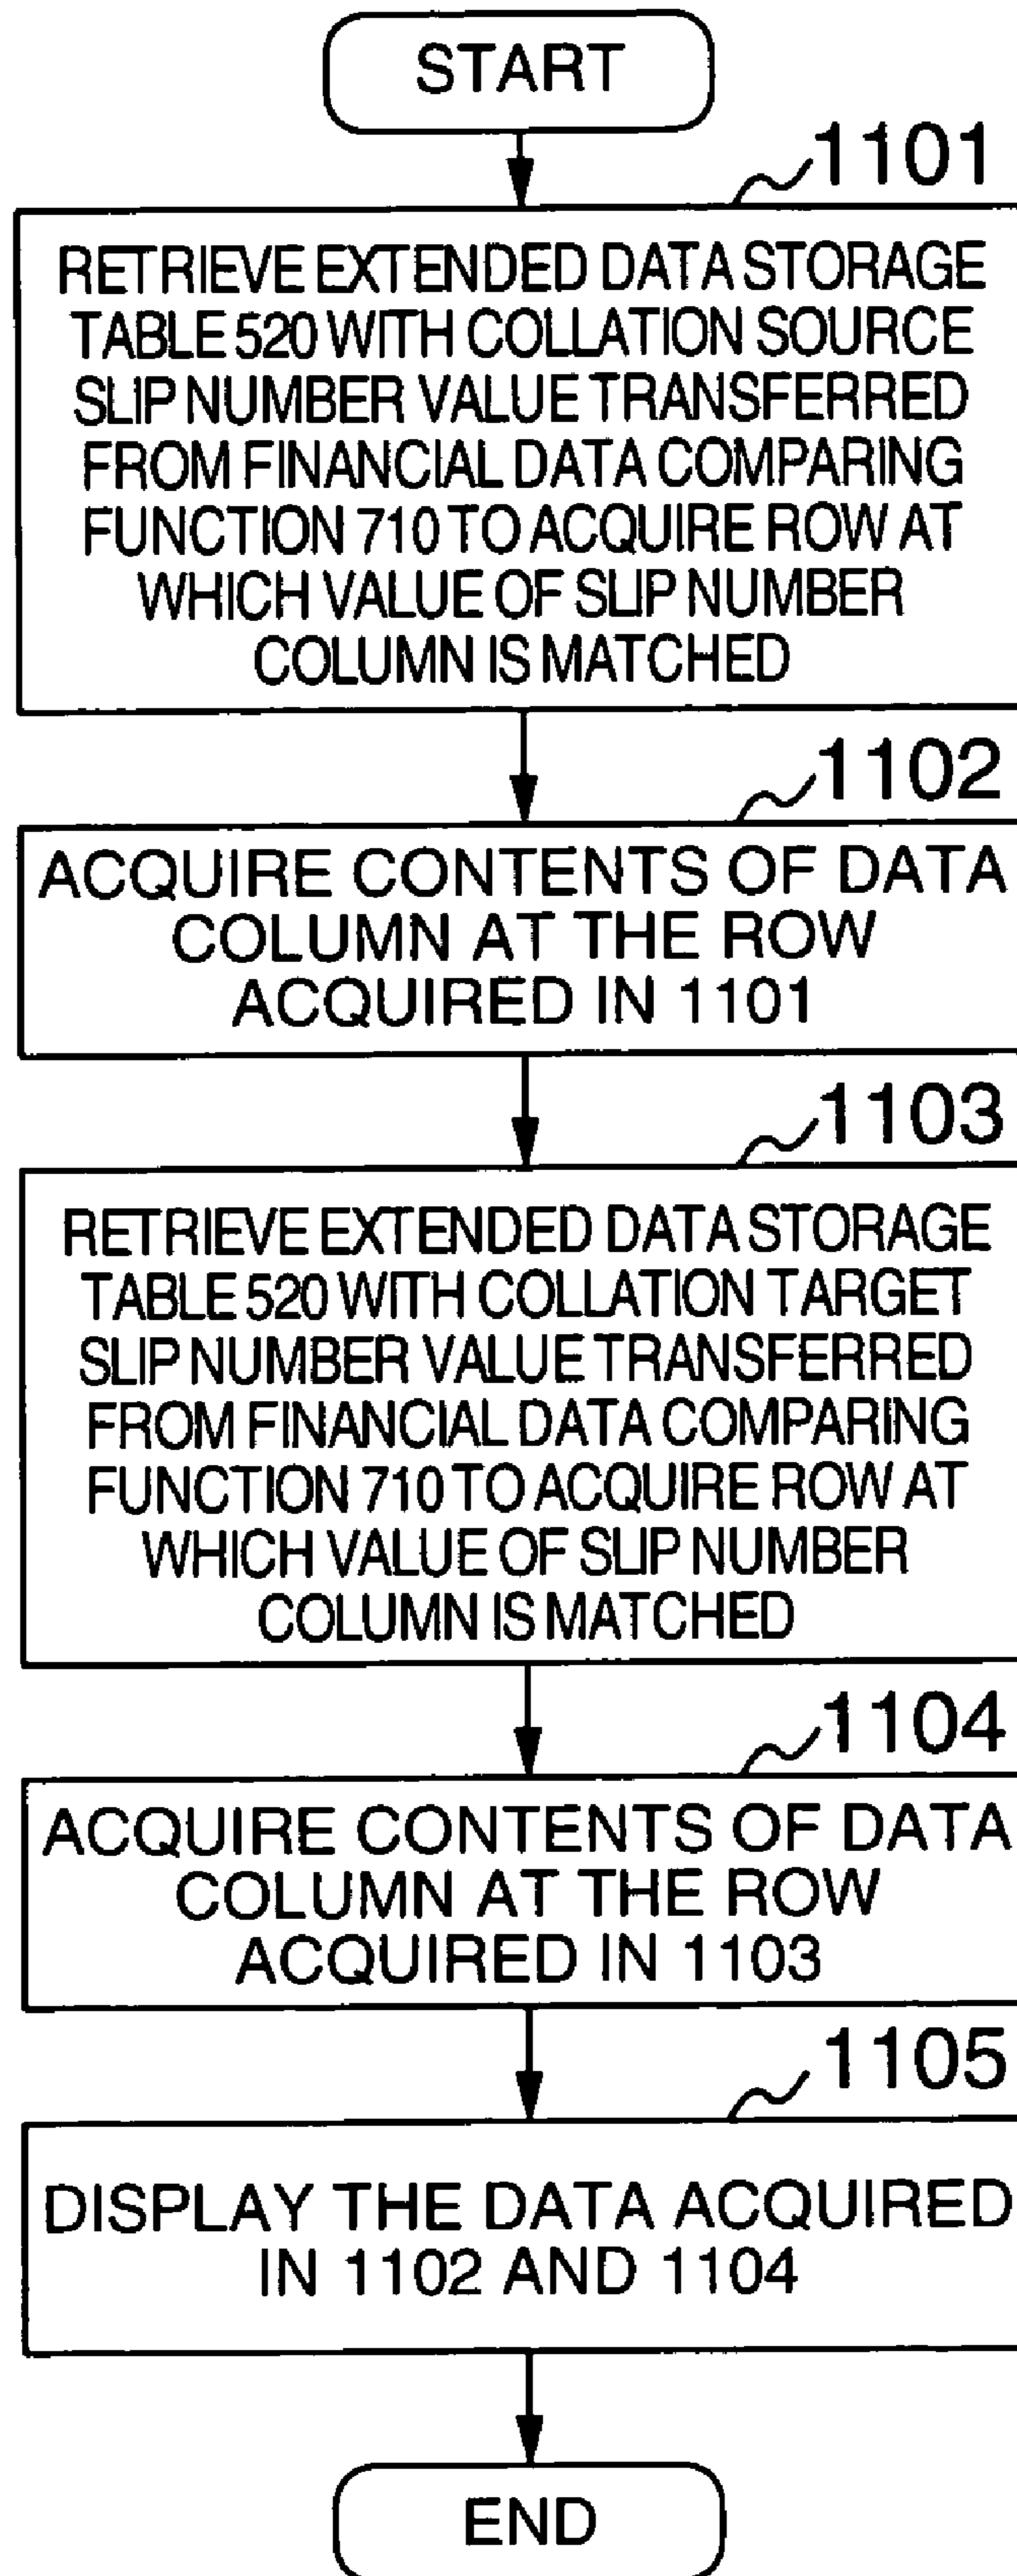 START
1101
RETRIEVE EXTENDED DATA STORAGE
TABLE 520 WITH COLLATION SOURCE
SLIP NUMBER VALUE TRANSFERRED
FROM FINANCIAL DATA COMPARING
FUNCTION 710 TO ACQUIRE ROW AT
WHICH VALUE OF SLIP NUMBER
COLUMN IS MATCHED
1102
ACQUIRE CONTENTS OF DATA
COLUMN AT THE ROW
ACQUIRED IN 1101
1103
RETRIEVE EXTENDED DATA STORAGE
TABLE 520 WITH COLLATION TARGET
SLIP NUMBER VALUE TRANSFERRED
FROM FINANCIAL DATA COMPARING
FUNCTION 710 TO ACQUIRE ROW AT
WHICH VALUE OF SLIP NUMBER
COLUMN IS MATCHED
1104
ACQUIRE CONTENTS OF DATA
COLUMN AT THE ROW
ACQUIRED IN 1103
1105
DISPLAY THE DATA ACQUIRED
IN 1102 AND 1104
END